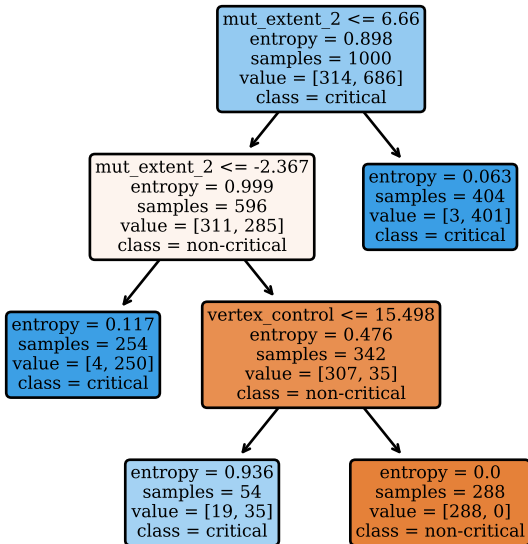 mut_extent_2 <= 6.66
entropy = 0.898
samples = 1000
value = [314, 686]
class = critical
mut_extent_2 <= -2.367
entropy = 0.999
samples = 596
value = [311, 285]
class = non-critical
entropy = 0.063
samples = 404
value = [3, 401]
class = critical
entropy = 0.117
samples = 254
value = [4, 250]
class = critical
vertex_control <= 15.498
entropy = 0.476
samples = 342
value = [307, 35]
class = non-critical
entropy = 0.936
samples = 54
value = [19, 35]
class = critical
entropy = 0.0
samples = 288
value = [288, 0]
class = non-critical